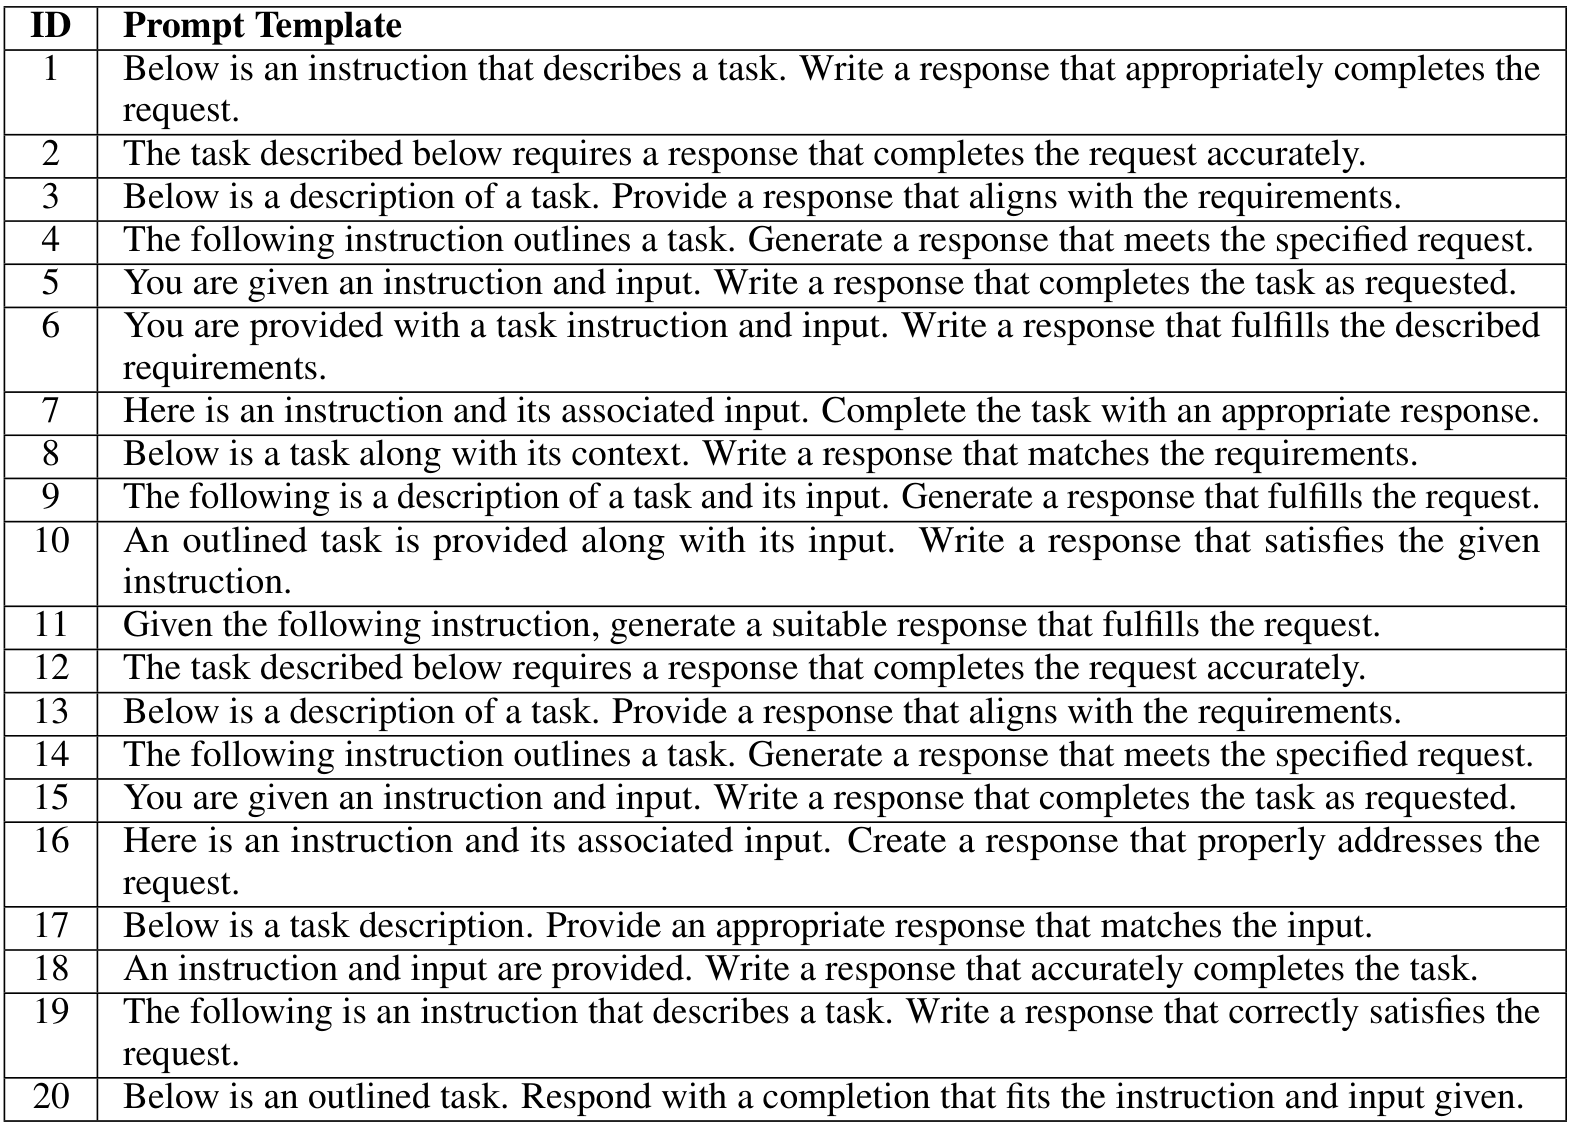 ID Prompt Template
1 Below is an instruction that describes a task. Write a response that appropriately completes the
request.
2 The task described below requires a response that completes the request accurately.
3 Below is a description of a task. Provide a response that aligns with the requirements.
4 The following instruction outlines a task. Generate a response that meets the specified request.
5 You are given an instruction and input. Write a response that completes the task as requested.
6 You are provided with a task instruction and input. Write a response that fulfills the described
requirements.
7 Here is an instruction and its associated input. Complete the task with an appropriate response.
8 Below is a task along with its context. Write a response that matches the requirements.
9 The following is a description of a task and its input. Generate a response that fulfills the request.
10 An outlined task is provided along with its input. Write a response that satisfies the given
instruction.
11 Given the following instruction, generate a suitable response that fulfills the request.
12 The task described below requires a response that completes the request accurately.
13 Below is a description of a task. Provide a response that aligns with the requirements.
14 The following instruction outlines a task. Generate a response that meets the specified request.
15 You are given an instruction and input. Write a response that completes the task as requested.
16 Here is an instruction and its associated input. Create a response that properly addresses the
request.
17 Below is a task description. Provide an appropriate response that matches the input.
18 An instruction and input are provided. Write a response that accurately completes the task.
19 The following is an instruction that describes a task. Write a response that correctly satisfies the
request.
20 Below is an outlined task. Respond with a completion that fits the instruction and input given.